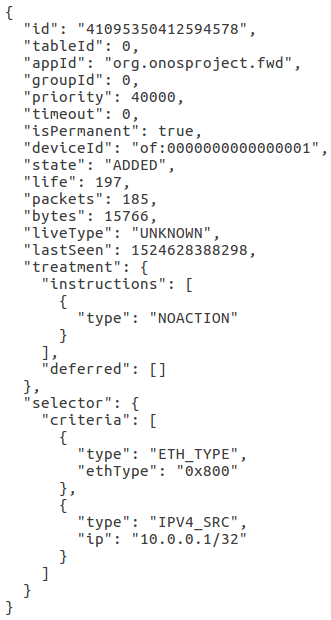 {
  "id": "41095350412594578",
  "tableId": 0,
  "appId": "org.onosproject.fwd",
  "groupId": 0,
  "priority": 40000,
  "timeout": 0,
  "isPermanent": true,
  "deviceId": "of:0000000000000001",
  "state": "ADDED",
  "life": 197,
  "packets": 185,
  "bytes": 15766,
  "liveType": "UNKNOWN",
  "lastSeen": 1524628388298,
  "treatment": {
    "instructions": [
      {
        "type": "NOACTION"
      }
    ],
    "deferred": []
  },
  "selector": {
    "criteria": [
      {
        "type": "ETH_TYPE",
        "ethType": "0x800"
      },
      {
        "type": "IPV4_SRC",
        "ip": "10.0.0.1/32"
      }
    ]
  }
}